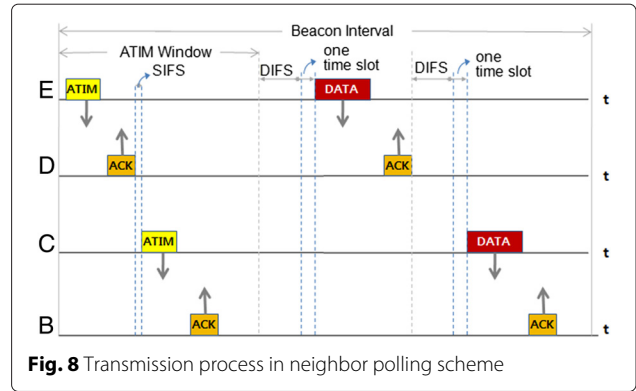 Beacon Interval
ATIM Window
SIFS
DIFS
one
time slot
DIFS
one
time slot
E
ATIM
DATA
t
D
ACK
ACK
t
C
ATIM
DATA
t
B
ACK
ACK
t
Fig. 8 Transmission process in neighbor polling scheme